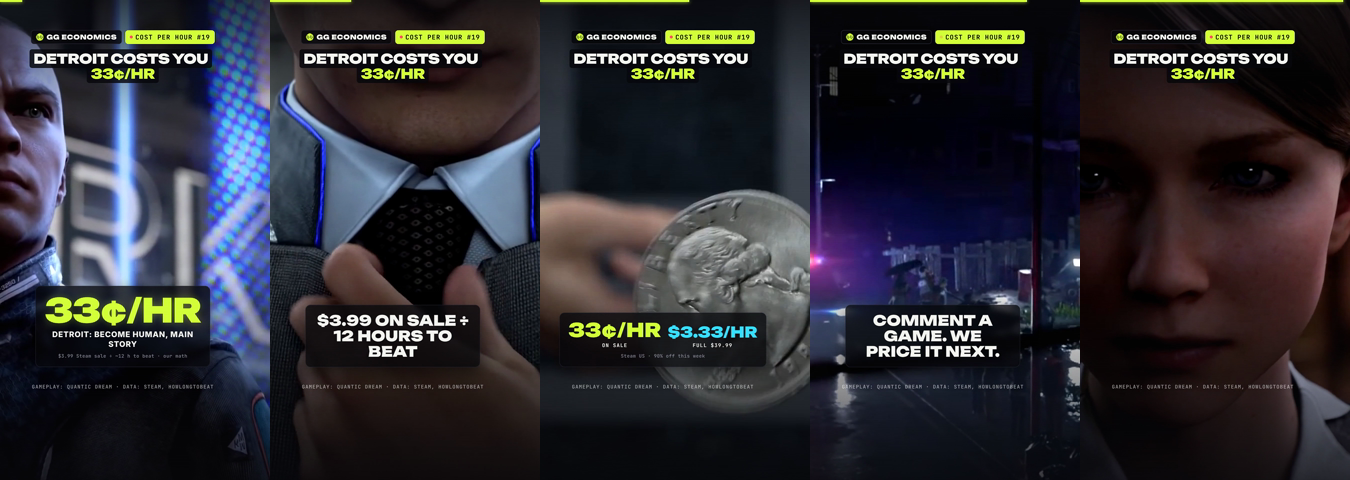 GG ECONOMICS
COST PER HOUR #19
DETROIT COSTS YOU
33¢/HR
33¢/HR
DETROIT: BECOME HUMAN, MAIN
STORY
$3.99 Steam sale ÷ ~12 h to beat · our math
GAMEPLAY: QUANTIC DREAM · DATA: STEAM, HOWLONGTOBEAT
GG ECONOMICS
COST PER HOUR #19
DETROIT COSTS YOU
33¢/HR
$3.99 ON SALE ÷
12 HOURS TO
BEAT
GAMEPLAY: QUANTIC DREAM · DATA: STEAM, HOWLONGTOBEAT
GG ECONOMICS
COST PER HOUR #19
DETROIT COSTS YOU
33¢/HR
33¢/HR $3.33/HR
ON SALE FULL $39.99
Steam US · 90% off this week
GAMEPLAY: QUANTIC DREAM · DATA: STEAM, HOWLONGTOBEAT
GG ECONOMICS
COST PER HOUR #19
DETROIT COSTS YOU
33¢/HR
COMMENT A
GAME. WE
PRICE IT NEXT.
GAMEPLAY: QUANTIC DREAM · DATA: STEAM, HOWLONGTOBEAT
GG ECONOMICS
COST PER HOUR #19
DETROIT COSTS YOU
33¢/HR
GAMEPLAY: QUANTIC DREAM · DATA: STEAM, HOWLONGTOBEAT